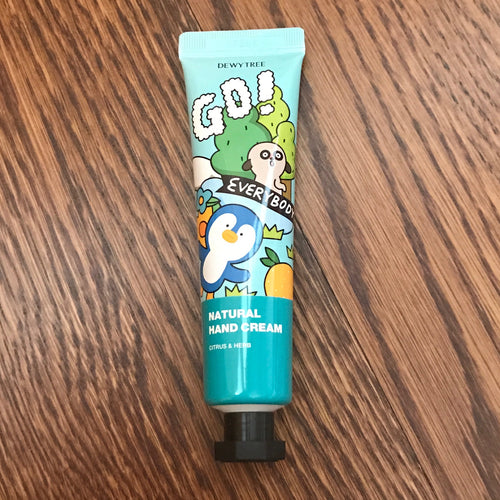 DEWYTREE
GO!
EVERYBODY
NATURAL
HAND CREAM
CITRUS & HERB